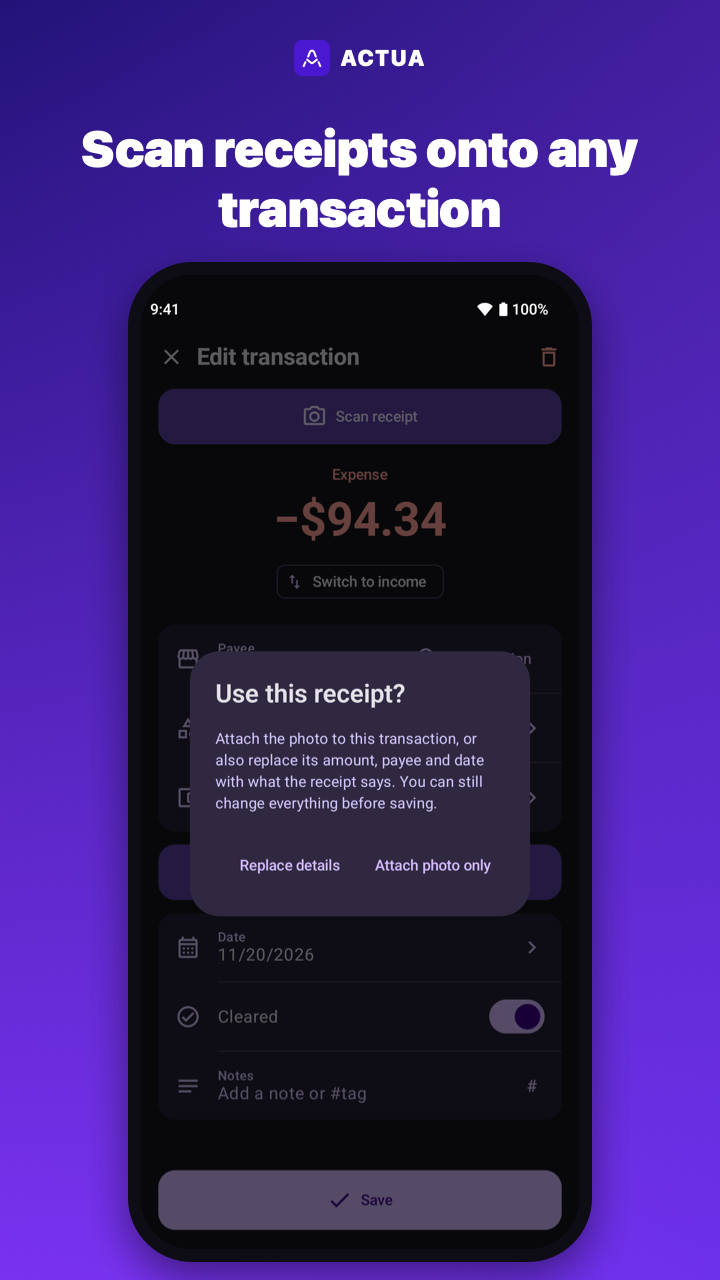 ACTUA
Scan receipts onto any
transaction
9:41
100%
Edit transaction
Scan receipt
Expense
−$94.34
Switch to income
Payee
Use this receipt?
Attach the photo to this transaction, or
also replace its amount, payee and date
with what the receipt says. You can still
change everything before saving.
Replace details
Attach photo only
Date
11/20/2026
Cleared
Notes
Add a note or #tag
#
Save